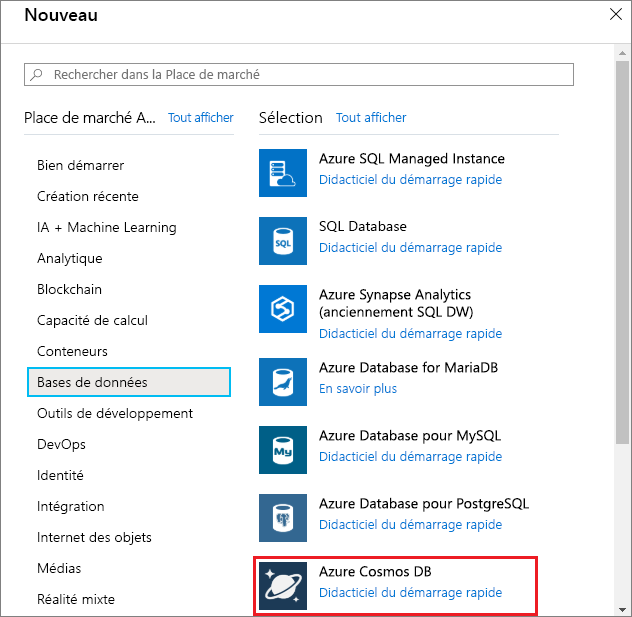 Nouveau
Rechercher dans la Place de marché
Place de marché A... Tout afficher
Bien démarrer
Création récente
IA + Machine Learning
Analytique
Blockchain
Capacité de calcul
Conteneurs
Bases de données
Outils de développement
DevOps
Identité
Intégration
Internet des objets
Médias
Réalité mixte
Sélection Tout afficher
Azure SQL Managed Instance
Didacticiel du démarrage rapide
SQL
SQL Database
Didacticiel du démarrage rapide
Azure Synapse Analytics
(anciennement SQL DW)
Didacticiel du démarrage rapide
Azure Database for MariaDB
En savoir plus
My
Azure Database pour MySQL
Didacticiel du démarrage rapide
Azure Database pour PostgreSQL
Didacticiel du démarrage rapide
Azure Cosmos DB
Didacticiel du démarrage rapide